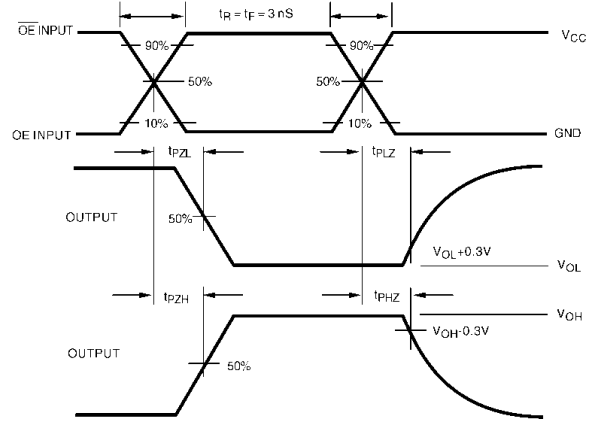 OE INPUT
tR = tF = 3 nS
VCC
90%
90%
50%
50%
10%
10%
OE INPUT
GND
tPZL
tPLZ
OUTPUT
50%
VOL+0.3V
VOL
tPZH
tPHZ
VOH
VOH-0.3V
OUTPUT
50%